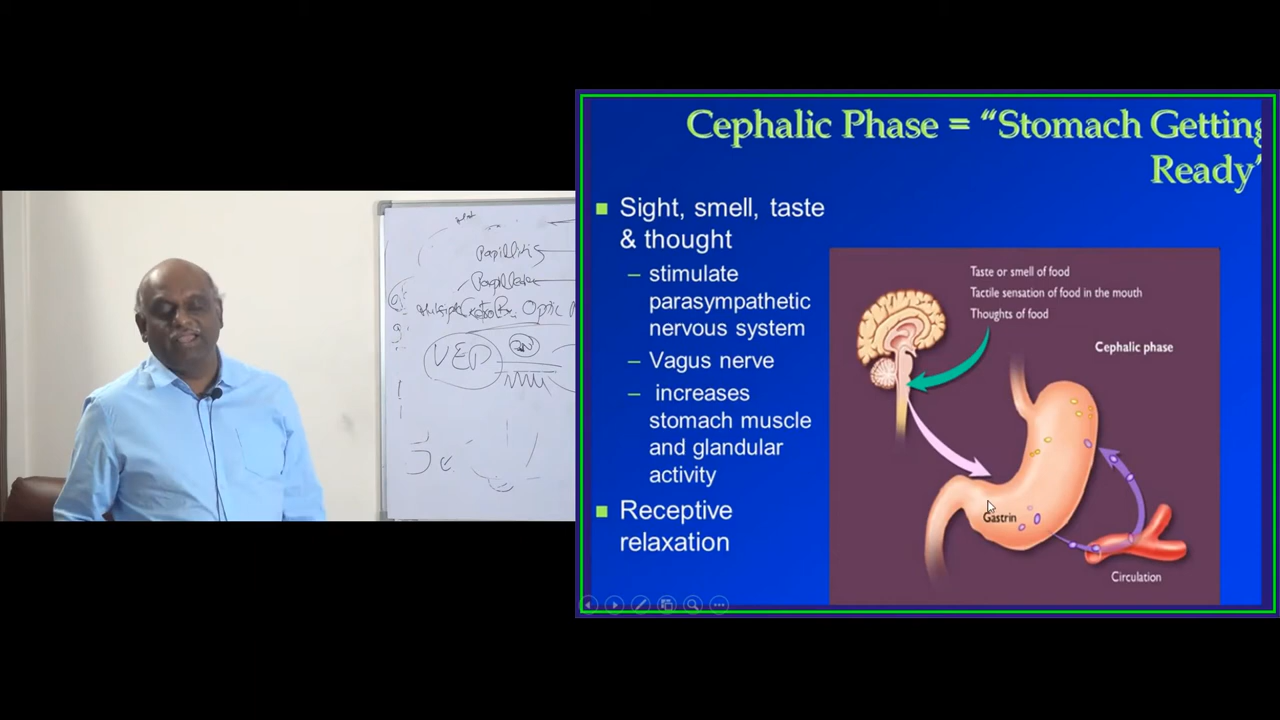 Papillitis
VEP
Cephalic Phase = “Stomach Getting
Ready”
■ Sight, smell, taste
& thought
– stimulate
parasympathetic
nervous system
– Vagus nerve
– increases
stomach muscle
and glandular
activity
■ Receptive
relaxation
Taste or smell of food
Tactile sensation of food in the mouth
Thoughts of food
Cephalic phase
Gastrin
Circulation